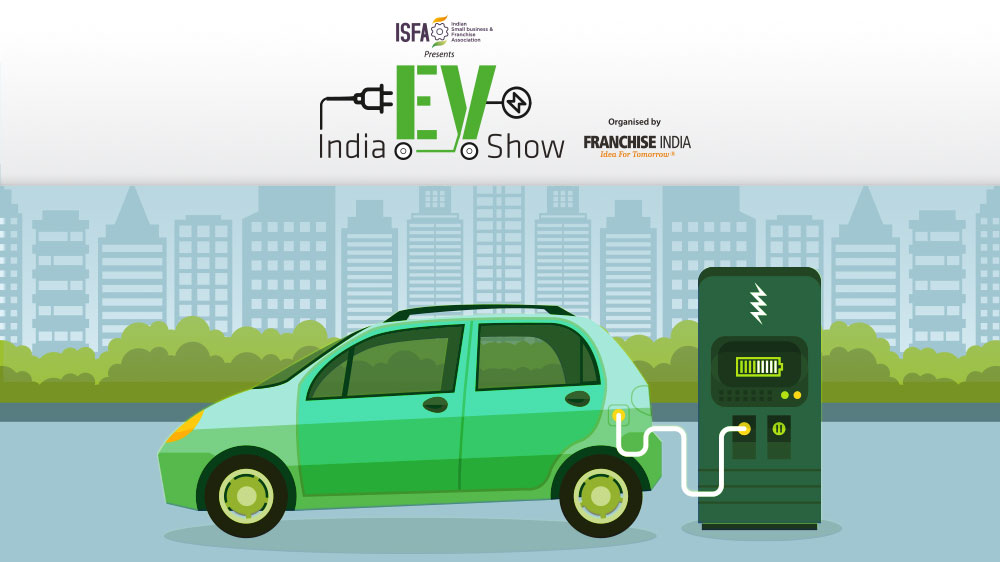 ISFA
Indian
Small business &
Franchise
Association
Presents
India EV Show
Organised by
FRANCHISE INDIA
Idea For Tomorrow®